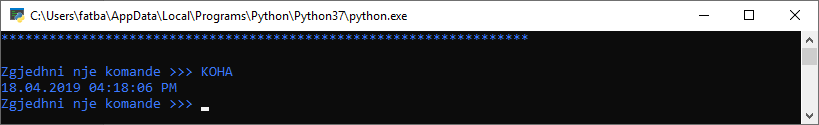 C:\Users\fatba\AppData\Local\Programs\Python\Python37\python.exe
******************************************************************
Zgjedhni nje komande >>> KOHA
18.04.2019 04:18:06 PM
Zgjedhni nje komande >>>